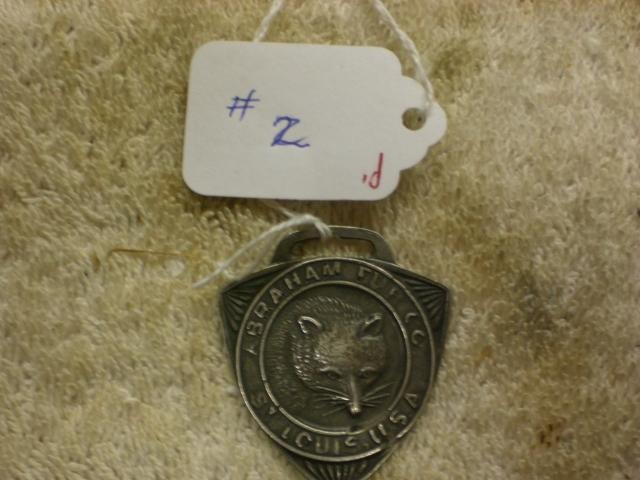 # 2
p'
ABRAHAM FUR CO
ST LOUIS, USA